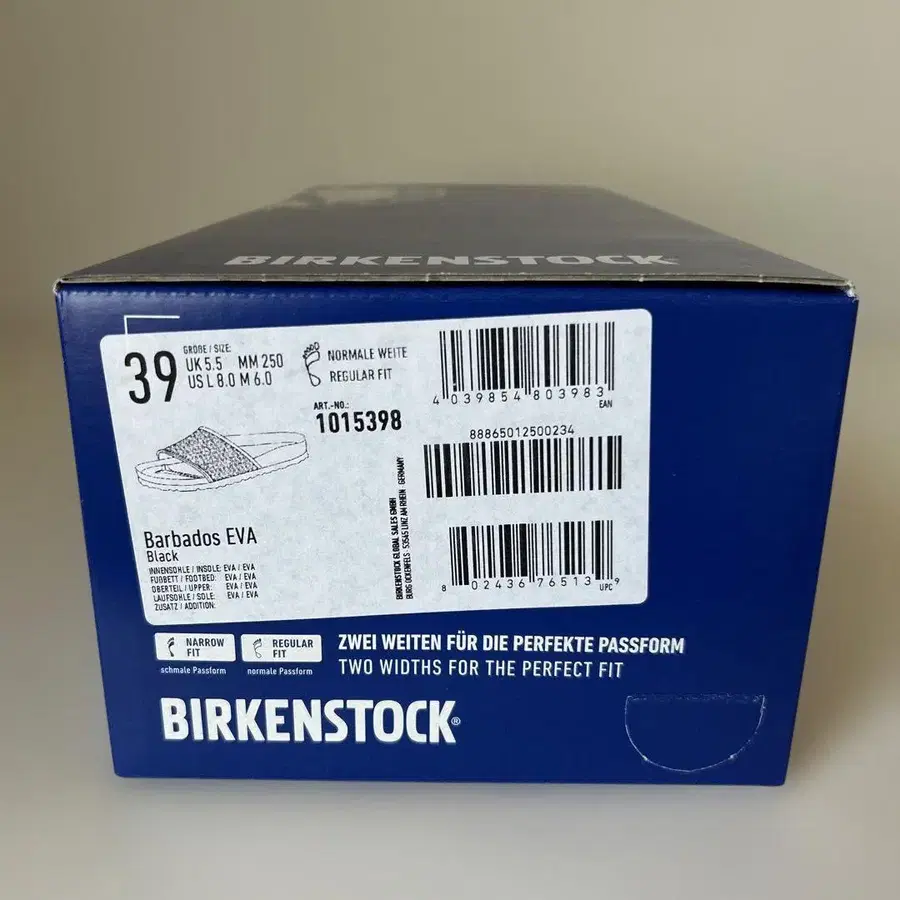 BIRKENSTOCK
39
GRÖßE / SIZE:
UK 5.5 MM 250
US L 8.0 M 6.0
NORMALE WEITE
REGULAR FIT
ART.-NO.:
1015398
4 039854 803983
EAN
88865012500234
8 02436 76513 9
UPC
BIRKENSTOCK GLOBAL SALES GMBH
BURG OCKENFELS · 53545 LINZ AM RHEIN · GERMANY
Barbados EVA
Black
INNENSOHLE / INSOLE: EVA / EVA
FUßBETT / FOOTBED: EVA / EVA
OBERTEIL / UPPER: EVA / EVA
LAUFSOHLE / SOLE: EVA / EVA
ZUSATZ / ADDITION:
NARROW FIT
schmale Passform
REGULAR FIT
normale Passform
ZWEI WEITEN FÜR DIE PERFEKTE PASSFORM
TWO WIDTHS FOR THE PERFECT FIT
BIRKENSTOCK®